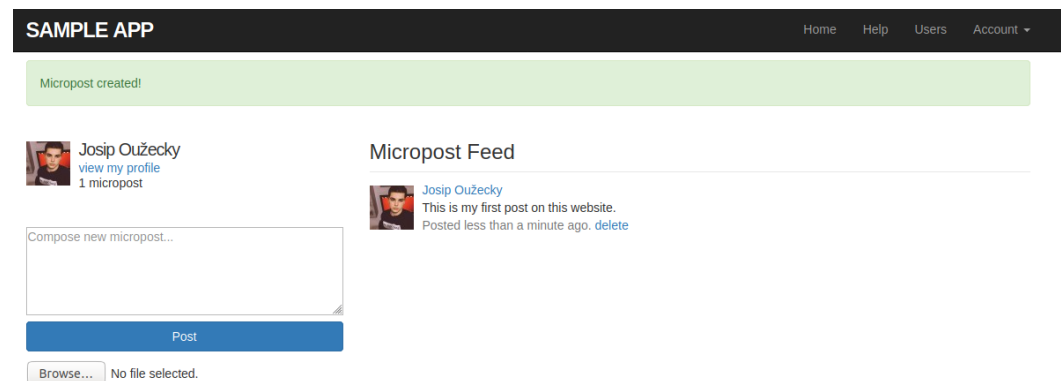 SAMPLE APP
Home Help Users Account
Micropost created!
Josip Oužecky
view my profile
1 micropost
Compose new micropost...
Post
Browse... No file selected.
Micropost Feed
Josip Oužecky
This is my first post on this website.
Posted less than a minute ago. delete